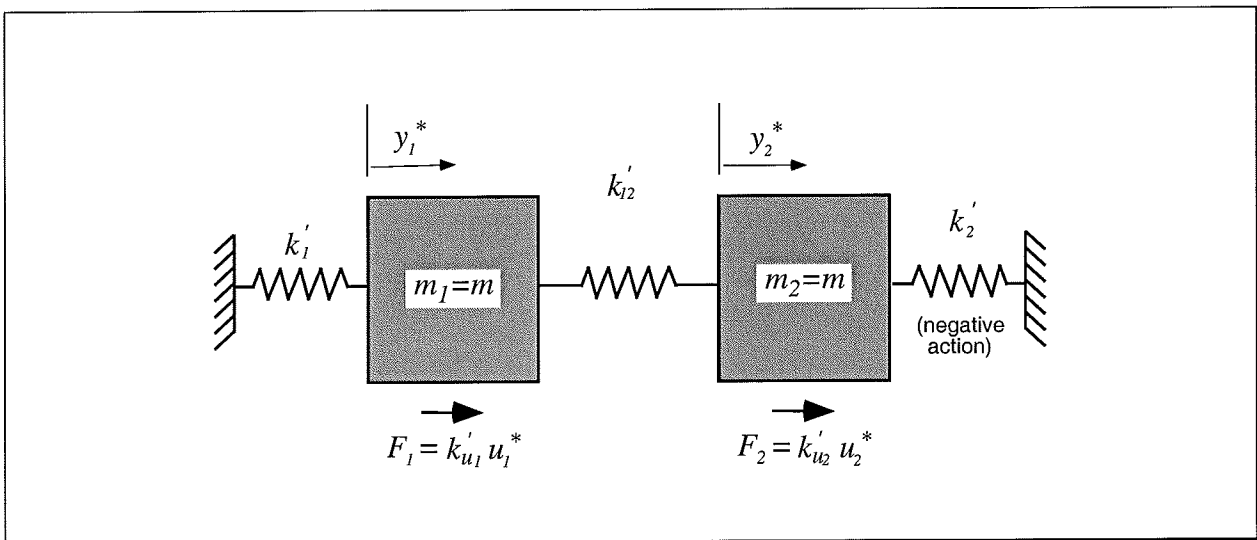 y₁*
y₂*
k₁₂′
k₁′
k₂′
m₁=m
m₂=m
(negative
action)
F₁ = k′ᵤ₁ u₁*
F₂ = k′ᵤ₂ u₂*